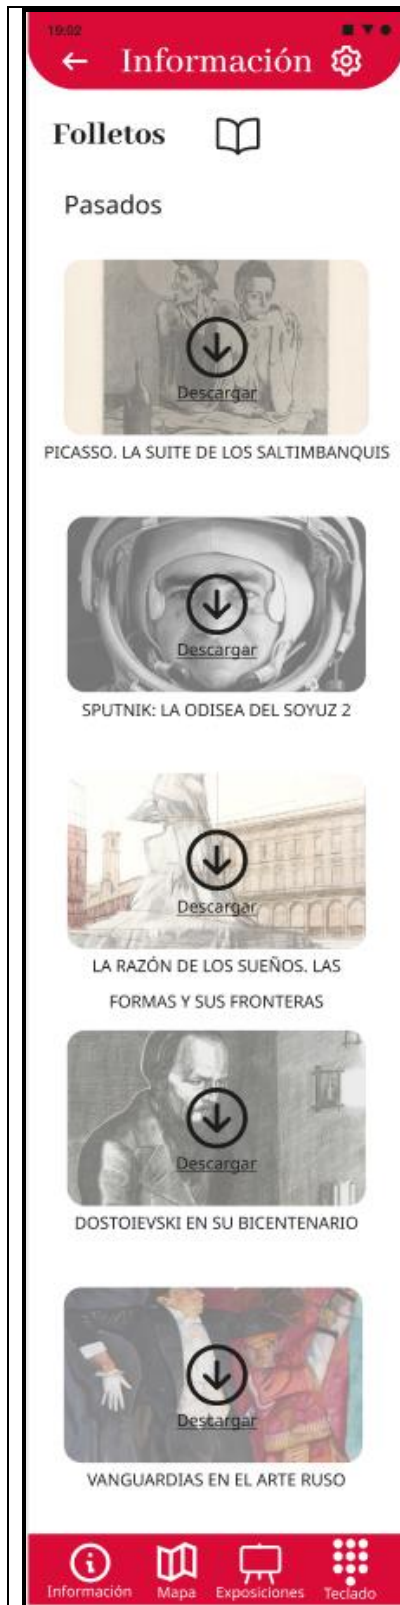 19:02
Información
Folletos
Pasados
Descargar
PICASSO. LA SUITE DE LOS SALTIMBANQUIS
Descargar
SPUTNIK: LA ODISEA DEL SOYUZ 2
Descargar
LA RAZÓN DE LOS SUEÑOS. LAS
FORMAS Y SUS FRONTERAS
Descargar
DOSTOIEVSKI EN SU BICENTENARIO
Descargar
VANGUARDIAS EN EL ARTE RUSO
Información Mapa Exposiciones Teclado